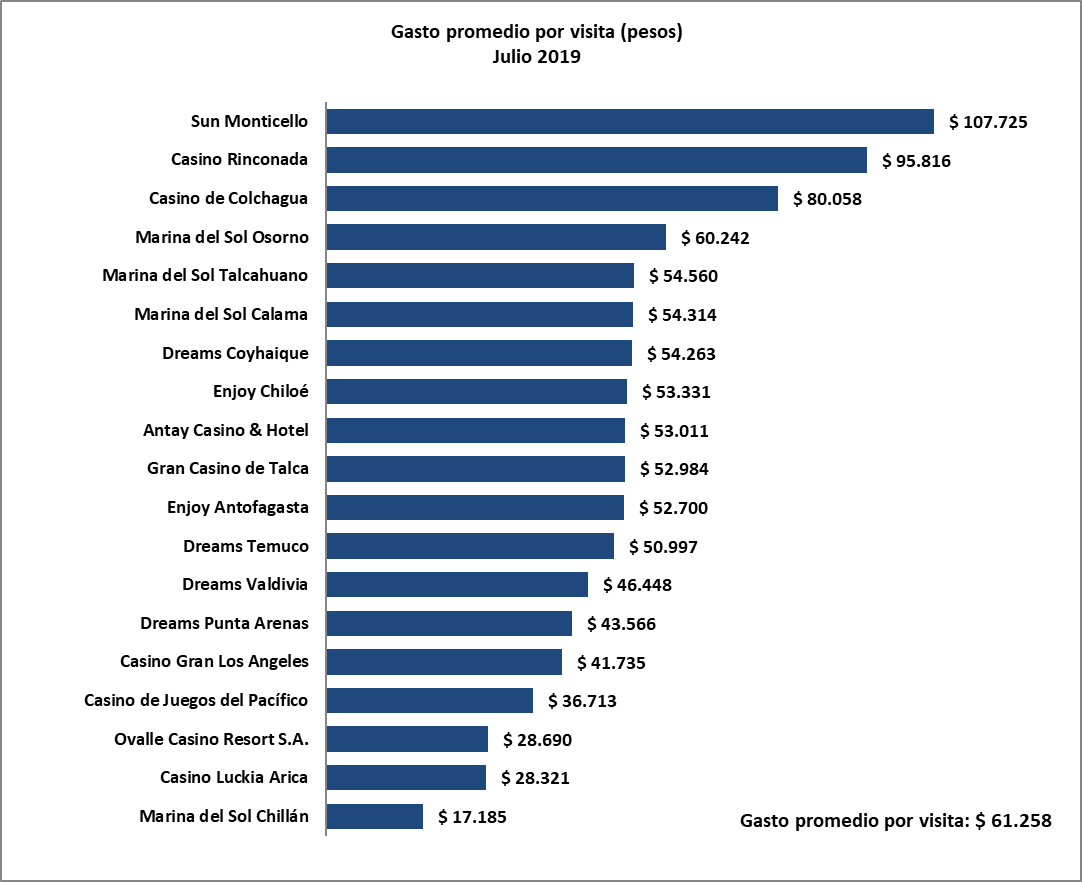 Gasto promedio por visita (pesos)
Julio 2019
Sun Monticello $ 107.725
Casino Rinconada $ 95.816
Casino de Colchagua $ 80.058
Marina del Sol Osorno $ 60.242
Marina del Sol Talcahuano $ 54.560
Marina del Sol Calama $ 54.314
Dreams Coyhaique $ 54.263
Enjoy Chiloé $ 53.331
Antay Casino & Hotel $ 53.011
Gran Casino de Talca $ 52.984
Enjoy Antofagasta $ 52.700
Dreams Temuco $ 50.997
Dreams Valdivia $ 46.448
Dreams Punta Arenas $ 43.566
Casino Gran Los Angeles $ 41.735
Casino de Juegos del Pacífico $ 36.713
Ovalle Casino Resort S.A. $ 28.690
Casino Luckia Arica $ 28.321
Marina del Sol Chillán $ 17.185
Gasto promedio por visita: $ 61.258